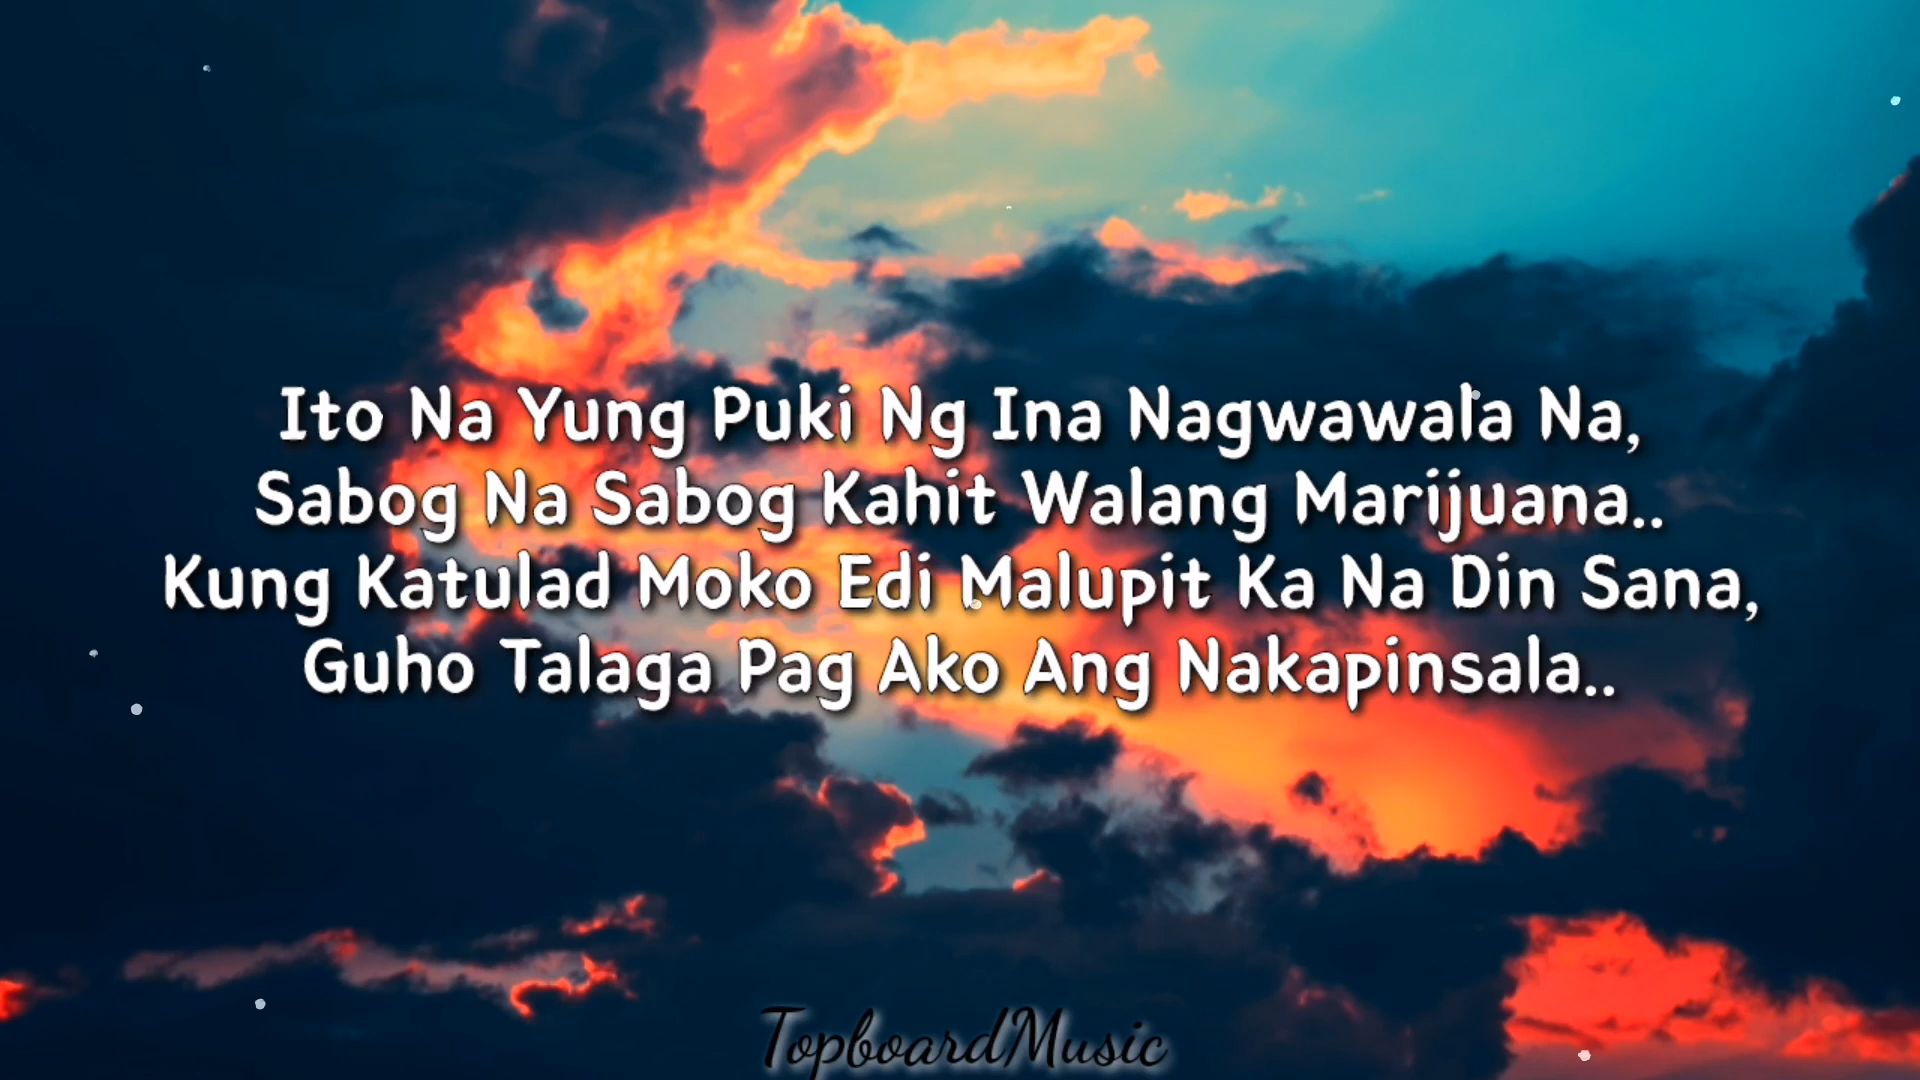 Ito Na Yung Puki Ng Ina Nagwawala Na,
Sabog Na Sabog Kahit Walang Marijuana..
Kung Katulad Moko Edi Malupit Ka Na Din Sana,
Guho Talaga Pag Ako Ang Nakapinsala..
TopboardMusic